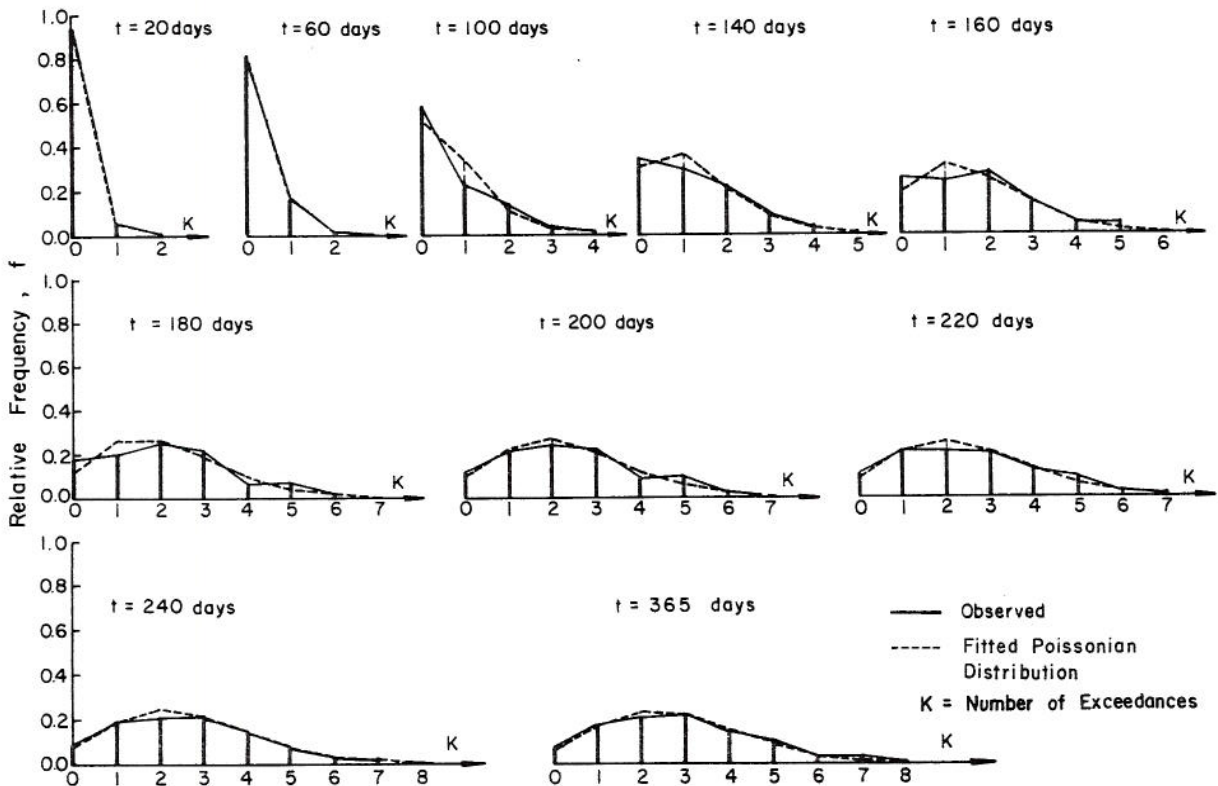 Relative Frequency, f
1.0
0.8
0.6
0.4
0.2
0.0
t = 20 days
K
0 1 2
t = 60 days
K
0 1 2
t = 100 days
K
0 1 2 3 4
t = 140 days
K
0 1 2 3 4 5
t = 160 days
K
0 1 2 3 4 5 6
1.0
0.8
0.6
0.4
0.2
0.0
t = 180 days
K
0 1 2 3 4 5 6 7
t = 200 days
K
0 1 2 3 4 5 6 7
t = 220 days
K
0 1 2 3 4 5 6 7
1.0
0.8
0.6
0.4
0.2
0.0
t = 240 days
K
0 1 2 3 4 5 6 7 8
t = 365 days
K
0 1 2 3 4 5 6 7 8
Observed
Fitted Poissonian
Distribution
K = Number of Exceedances